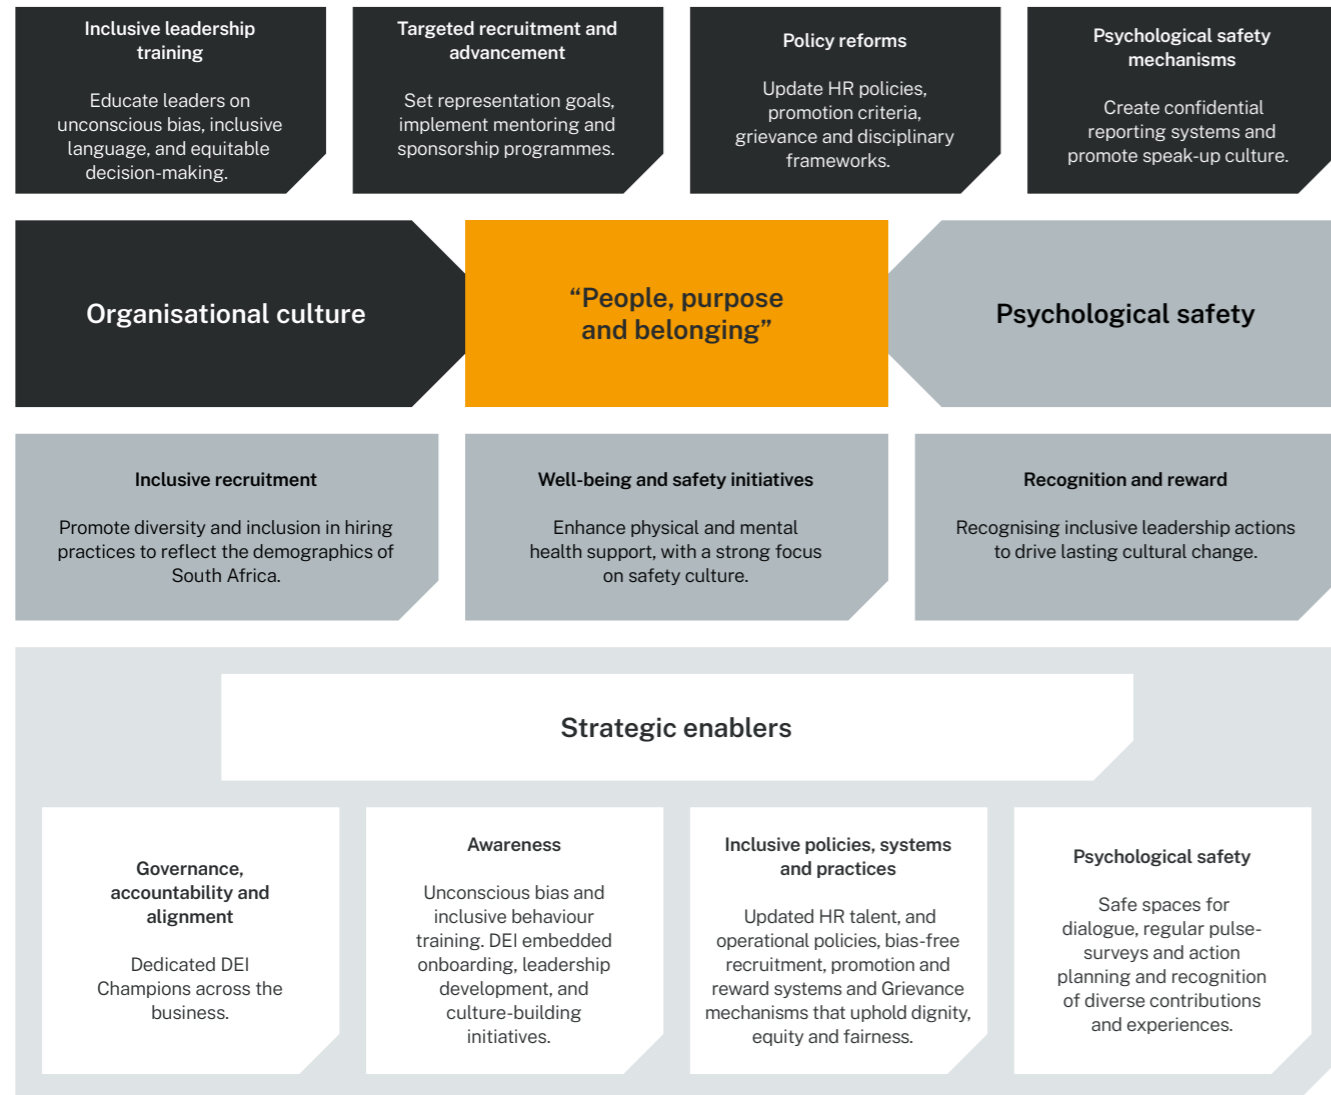 Inclusive leadership
training
Educate leaders on
unconscious bias, inclusive
language, and equitable
decision-making.
Targeted recruitment and
advancement
Set representation goals,
implement mentoring and
sponsorship programmes.
Policy reforms
Update HR policies,
promotion criteria,
grievance and disciplinary
frameworks.
Psychological safety
mechanisms
Create confidential
reporting systems and
promote speak-up culture.
Organisational culture
“People, purpose
and belonging”
Psychological safety
Inclusive recruitment
Promote diversity and inclusion in hiring
practices to reflect the demographics of
South Africa.
Well-being and safety initiatives
Enhance physical and mental
health support, with a strong focus
on safety culture.
Recognition and reward
Recognising inclusive leadership actions
to drive lasting cultural change.
Strategic enablers
Governance,
accountability and
alignment
Dedicated DEI
Champions across the
business.
Awareness
Unconscious bias and
inclusive behaviour
training. DEI embedded
onboarding, leadership
development, and
culture-building
initiatives.
Inclusive policies, systems
and practices
Updated HR talent, and
operational policies, bias-free
recruitment, promotion and
reward systems and Grievance
mechanisms that uphold dignity,
equity and fairness.
Psychological safety
Safe spaces for
dialogue, regular pulse-
surveys and action
planning and recognition
of diverse contributions
and experiences.